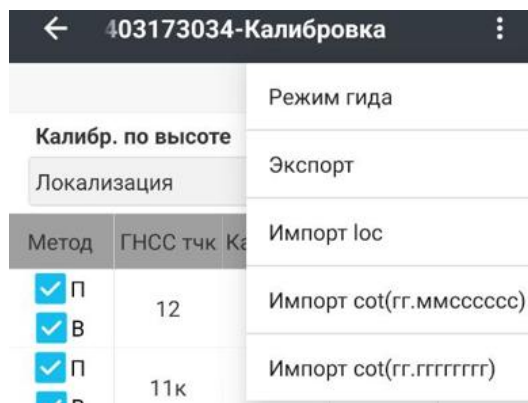 403173034-Калибровка
Режим гида
Калибр. по высоте
Экспорт
Локализация
Импорт loc
Метод ГНСС тчк
П
12
Импорт cot(гг.ммсссссс)
В
П
11к
Импорт cot(гг.гггггггг)